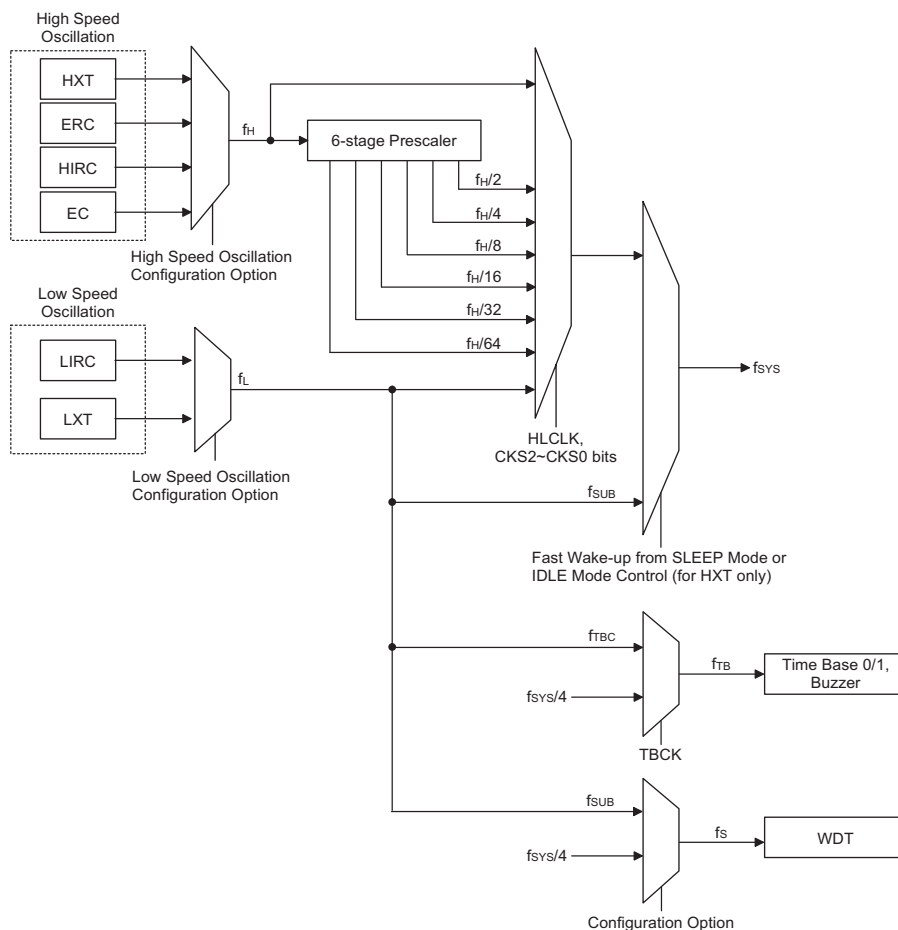 High Speed
Oscillation
HXT
ERC
HIRC
EC
fH
6-stage Prescaler
fH/2
fH/4
fH/8
fH/16
fH/32
fH/64
High Speed Oscillation
Configuration Option
Low Speed
Oscillation
LIRC
LXT
fL
Low Speed Oscillation
Configuration Option
HLCLK,
CKS2~CKS0 bits
fSYS
fSUB
Fast Wake-up from SLEEP Mode or
IDLE Mode Control (for HXT only)
fTBC
fSYS/4
TBCK
fTB
Time Base 0/1,
Buzzer
fSUB
fSYS/4
Configuration Option
fS
WDT